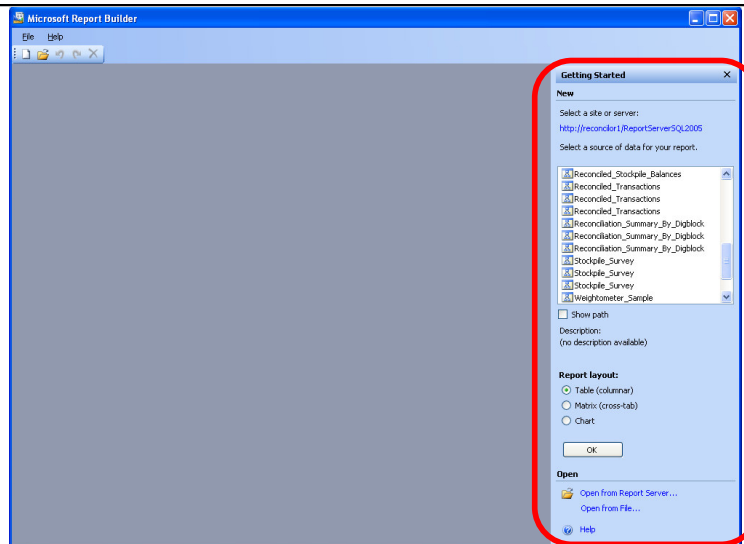 Microsoft Report Builder
File Help
Getting Started
New
Select a site or server:
http://reconcilor1/ReportServerSQL2005
Select a source of data for your report.
Reconciled_Stockpile_Balances
Reconciled_Transactions
Reconciled_Transactions
Reconciled_Transactions
Reconciliation_Summary_By_Digblock
Reconciliation_Summary_By_Digblock
Reconciliation_Summary_By_Digblock
Stockpile_Survey
Stockpile_Survey
Stockpile_Survey
Weightometer_Sample
Show path
Description:
(no description available)
Report layout:
Table (columnar)
Matrix (cross-tab)
Chart
OK
Open
Open from Report Server...
Open from File...
Help